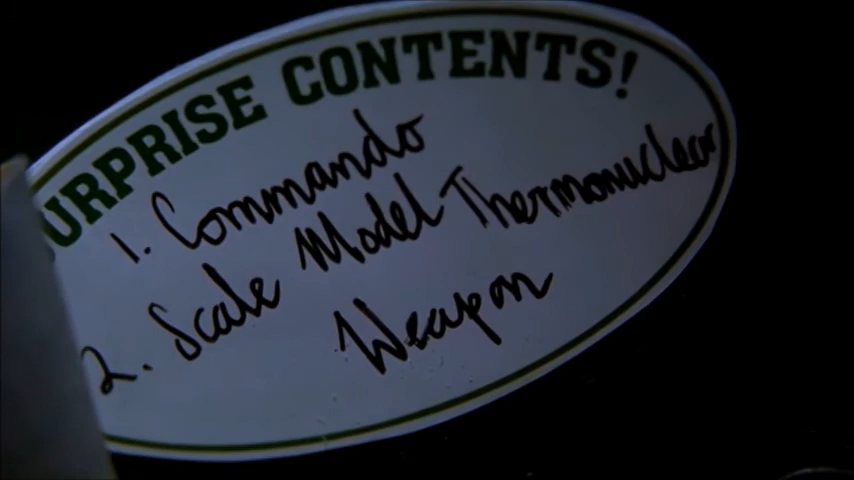 URPRISE CONTENTS!
1. Commando
2. Scale Model Thermonuclear
Weapon